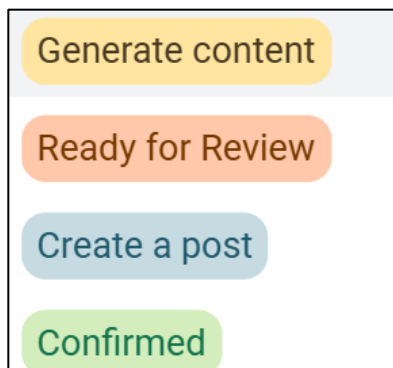 Generate content
Ready for Review
Create a post
Confirmed